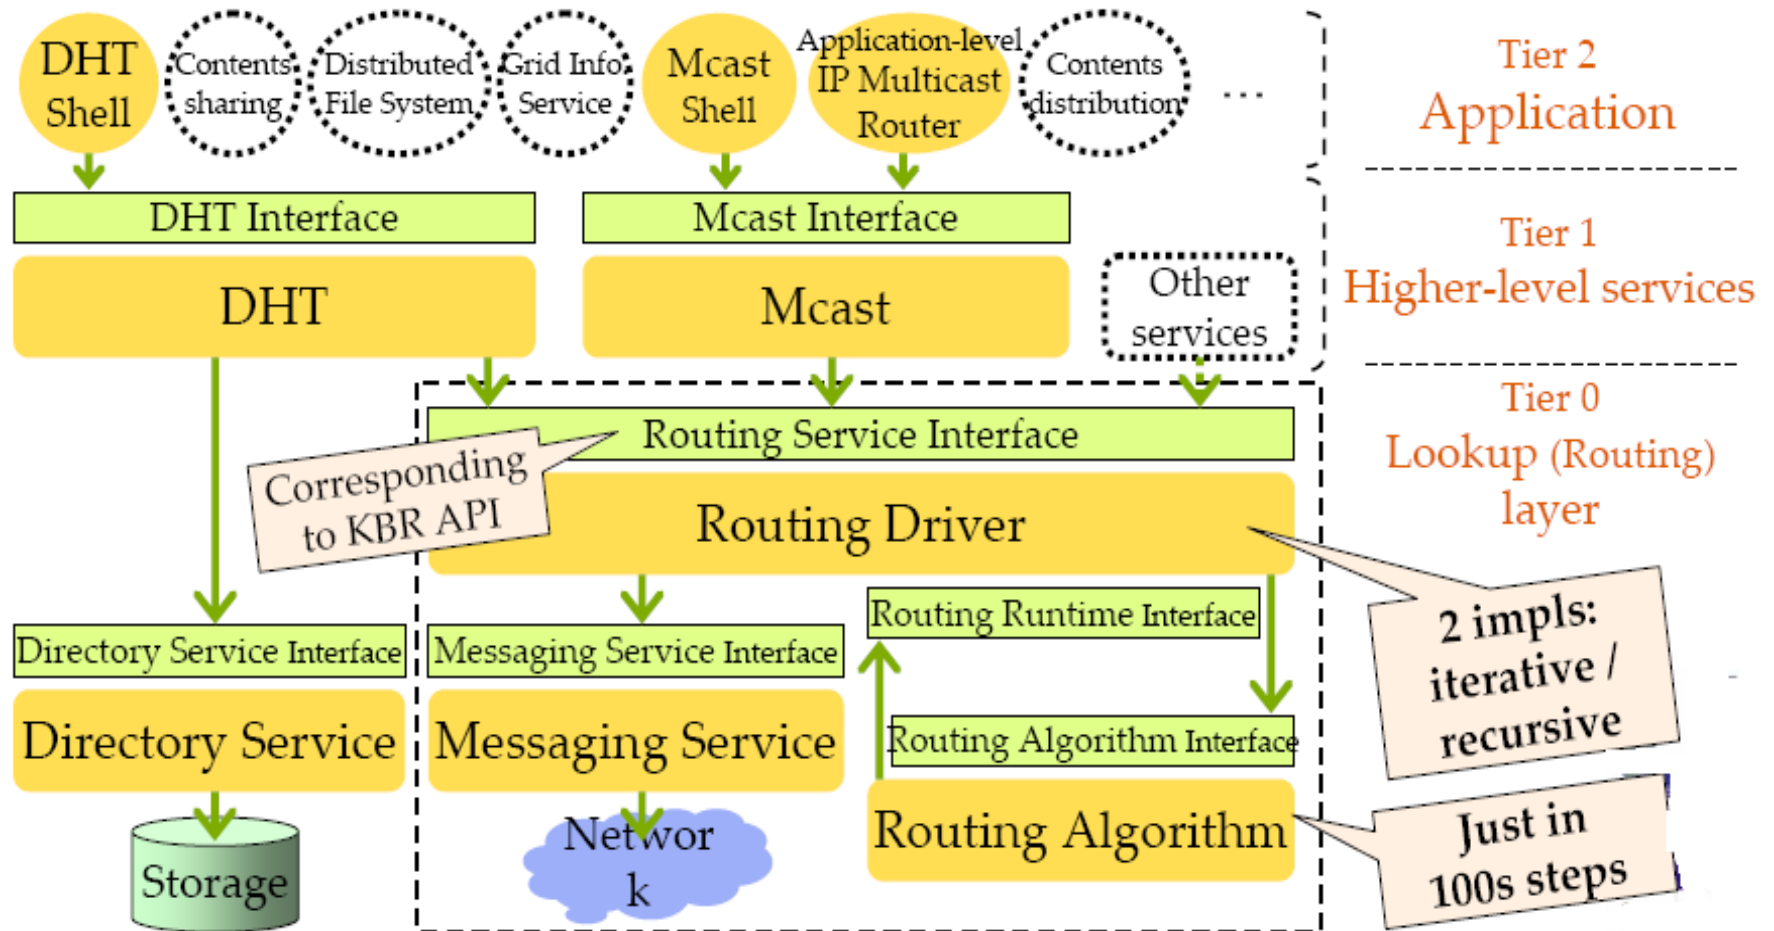 DHT
Shell
Contents
sharing
Distributed
File System
Grid Info
Service
Mcast
Shell
Application-level
IP Multicast
Router
Contents
distribution
...
Tier 2
Application
DHT Interface
Mcast Interface
DHT
Mcast
Other
services
Tier 1
Higher-level services
Routing Service Interface
Corresponding
to KBR API
Routing Driver
Tier 0
Lookup (Routing)
layer
Directory Service Interface
Messaging Service Interface
Routing Runtime Interface
Routing Algorithm Interface
2 impls:
iterative /
recursive
Directory Service
Messaging Service
Routing Algorithm
Just in
100s steps
Storage
Networ
k